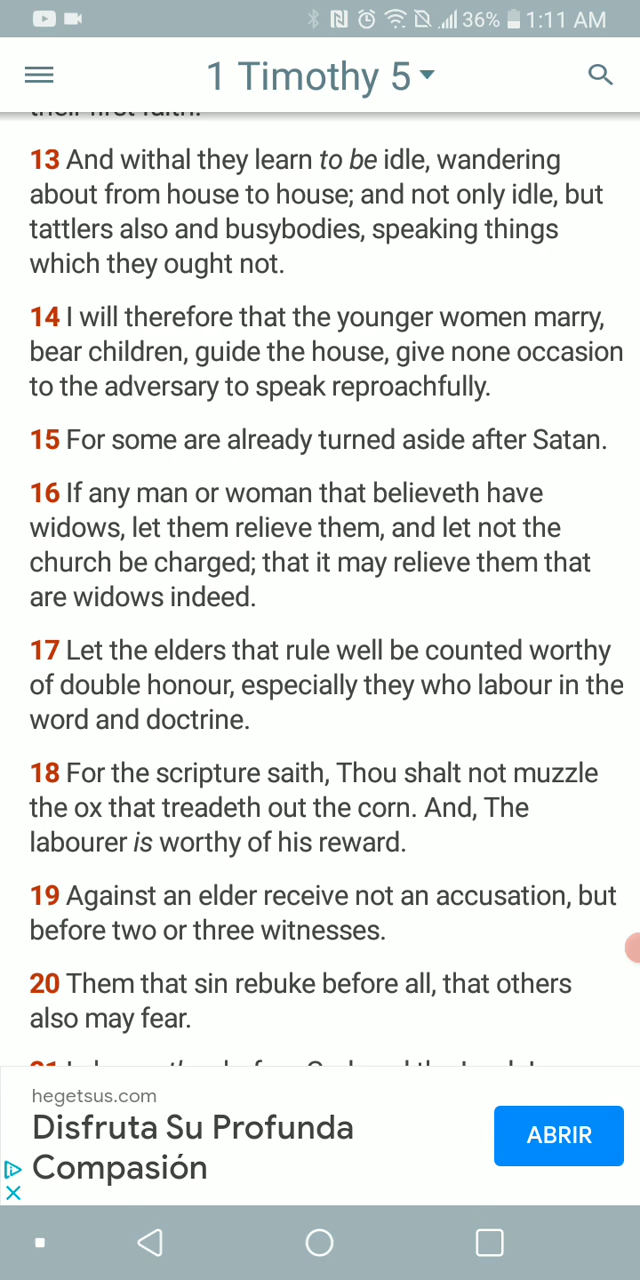 36% 1:11 AM
1 Timothy 5
their first faith.
13 And withal they learn to be idle, wandering
about from house to house; and not only idle, but
tattlers also and busybodies, speaking things
which they ought not.
14 I will therefore that the younger women marry,
bear children, guide the house, give none occasion
to the adversary to speak reproachfully.
15 For some are already turned aside after Satan.
16 If any man or woman that believeth have
widows, let them relieve them, and let not the
church be charged; that it may relieve them that
are widows indeed.
17 Let the elders that rule well be counted worthy
of double honour, especially they who labour in the
word and doctrine.
18 For the scripture saith, Thou shalt not muzzle
the ox that treadeth out the corn. And, The
labourer is worthy of his reward.
19 Against an elder receive not an accusation, but
before two or three witnesses.
20 Them that sin rebuke before all, that others
also may fear.
hegetsus.com
Disfruta Su Profunda
Compasión
ABRIR